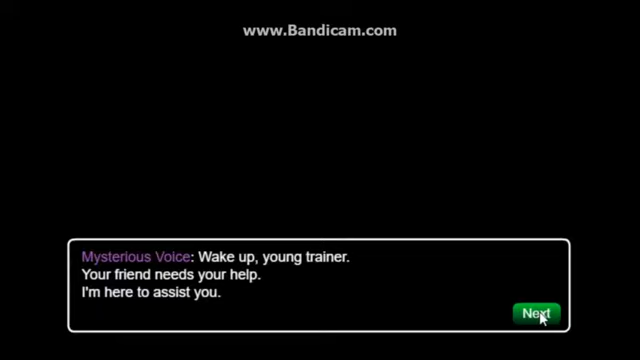 www.Bandicam.com
Mysterious Voice: Wake up, young trainer.
Your friend needs your help.
I'm here to assist you.
Next